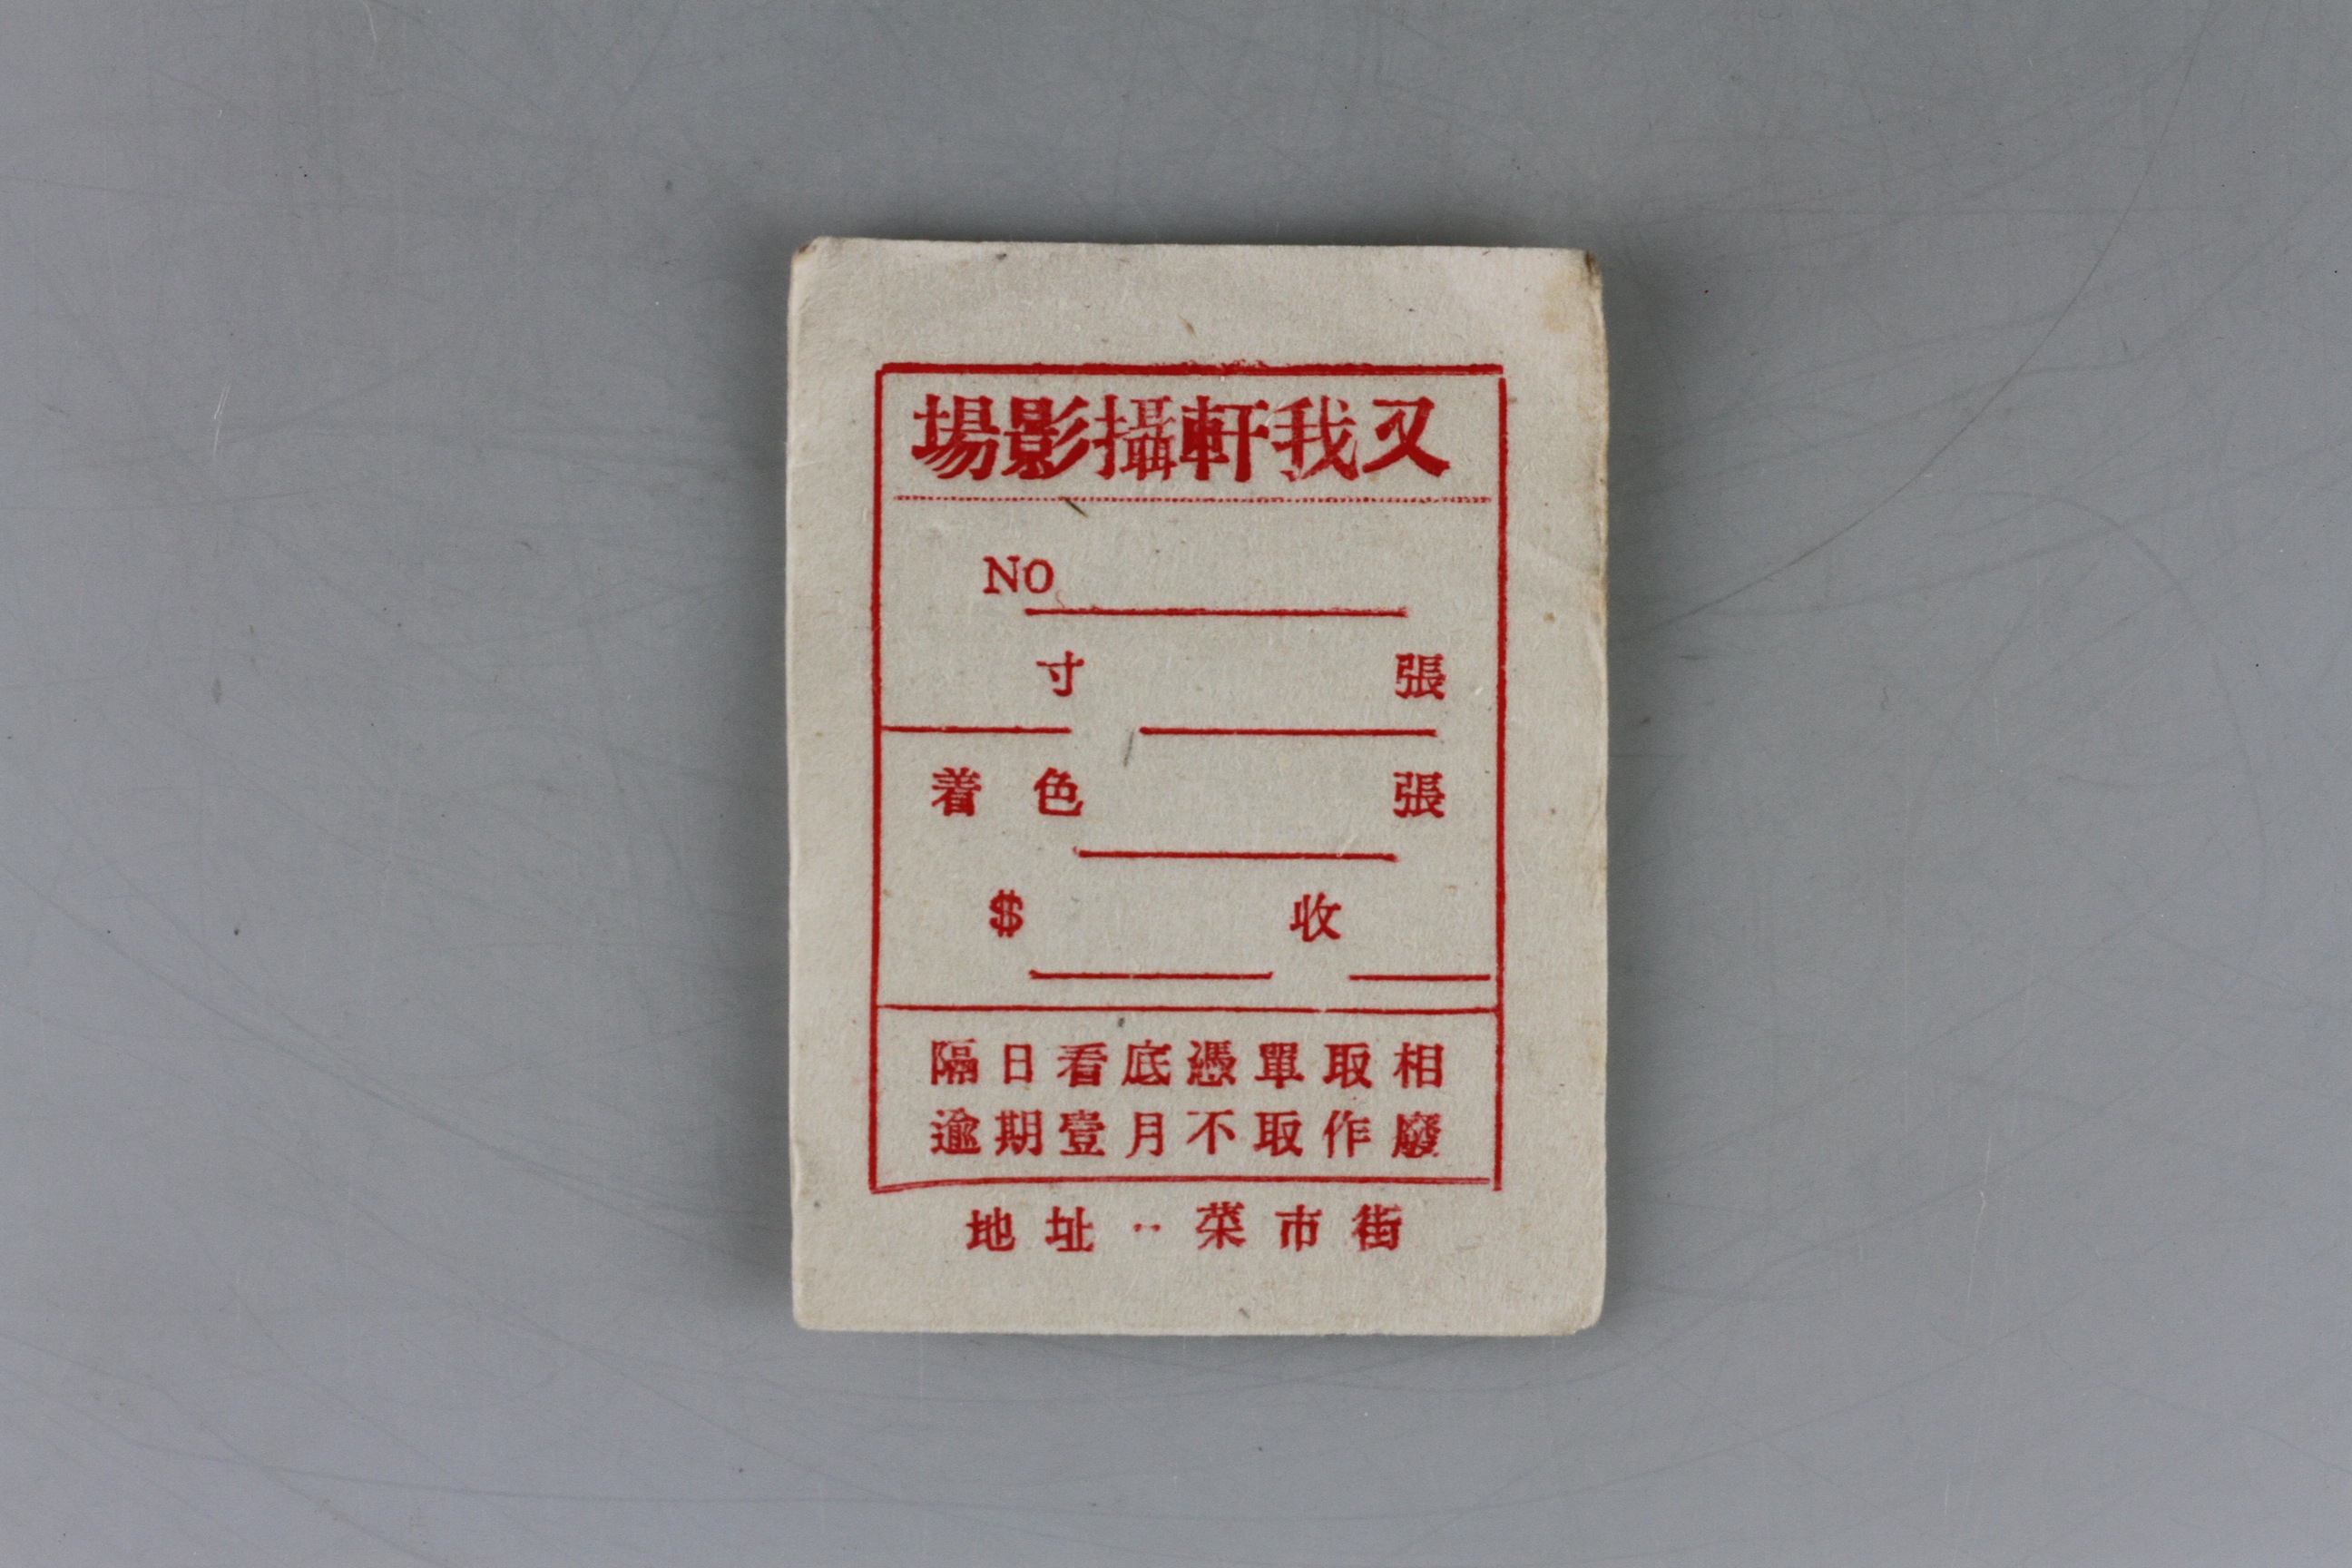 又我軒攝影場
NO
寸 張
着色 張
$ 收
隔日看底憑單取相
逾期壹月不取作廢
地址··菜市街